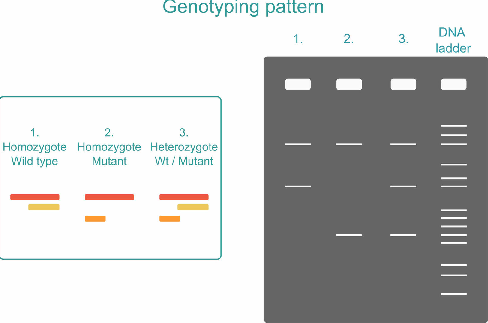 Genotyping pattern
1. 2. 3. DNA ladder
1.
Homozygote
Wild type
2.
Homozygote
Mutant
3.
Heterozygote
Wt / Mutant